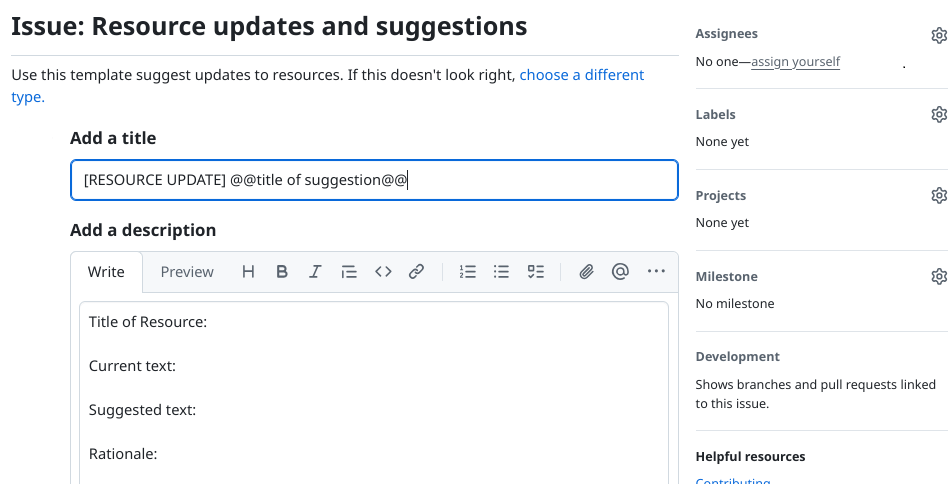 Issue: Resource updates and suggestions
Use this template suggest updates to resources. If this doesn't look right, choose a different
type.
Add a title
[RESOURCE UPDATE] @@title of suggestion@@
Add a description
Write Preview
Title of Resource:
Current text:
Suggested text:
Rationale:
Assignees
No one—assign yourself
Labels
None yet
Projects
None yet
Milestone
No milestone
Development
Shows branches and pull requests linked
to this issue.
Helpful resources
Contributing